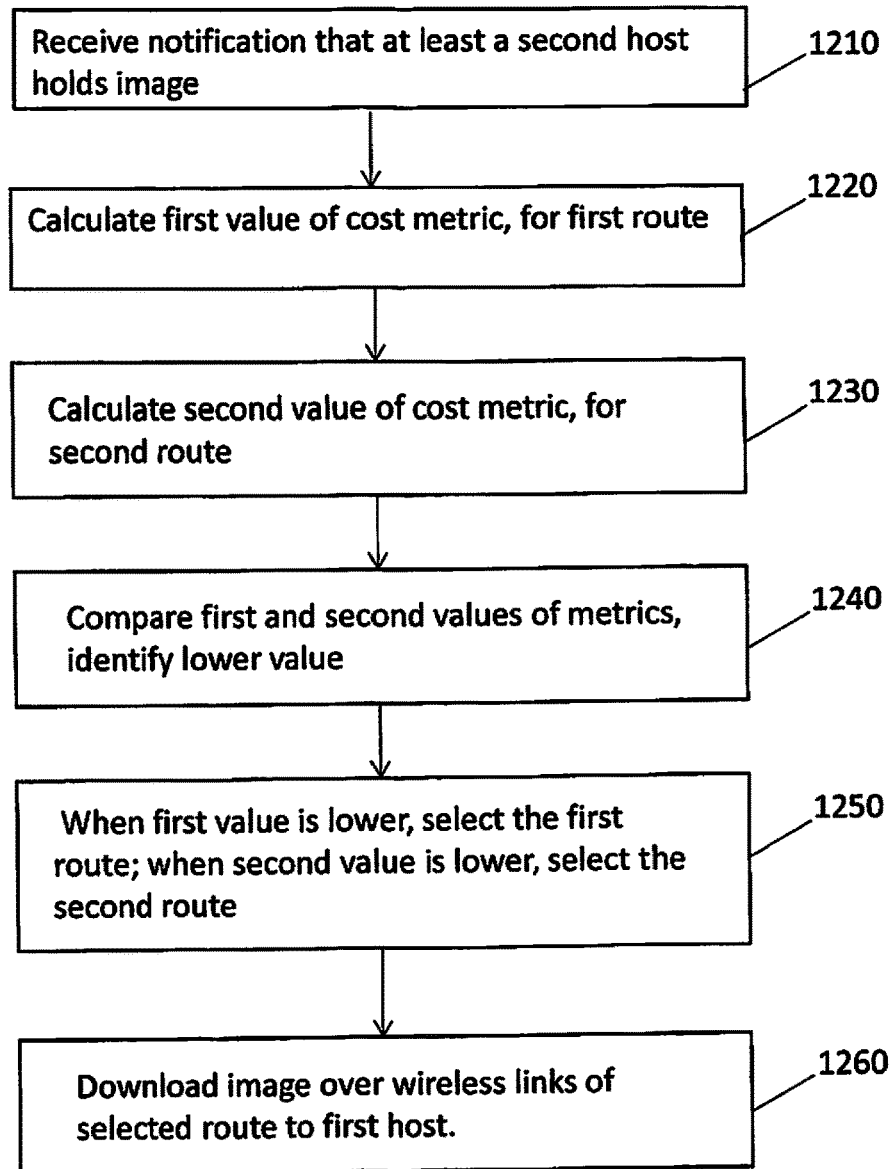 Receive notification that at least a second host
holds image
1210
Calculate first value of cost metric, for first route
1220
Calculate second value of cost metric, for
second route
1230
Compare first and second values of metrics,
identify lower value
1240
When first value is lower, select the first
route; when second value is lower, select the
second route
1250
Download image over wireless links of
selected route to first host.
1260